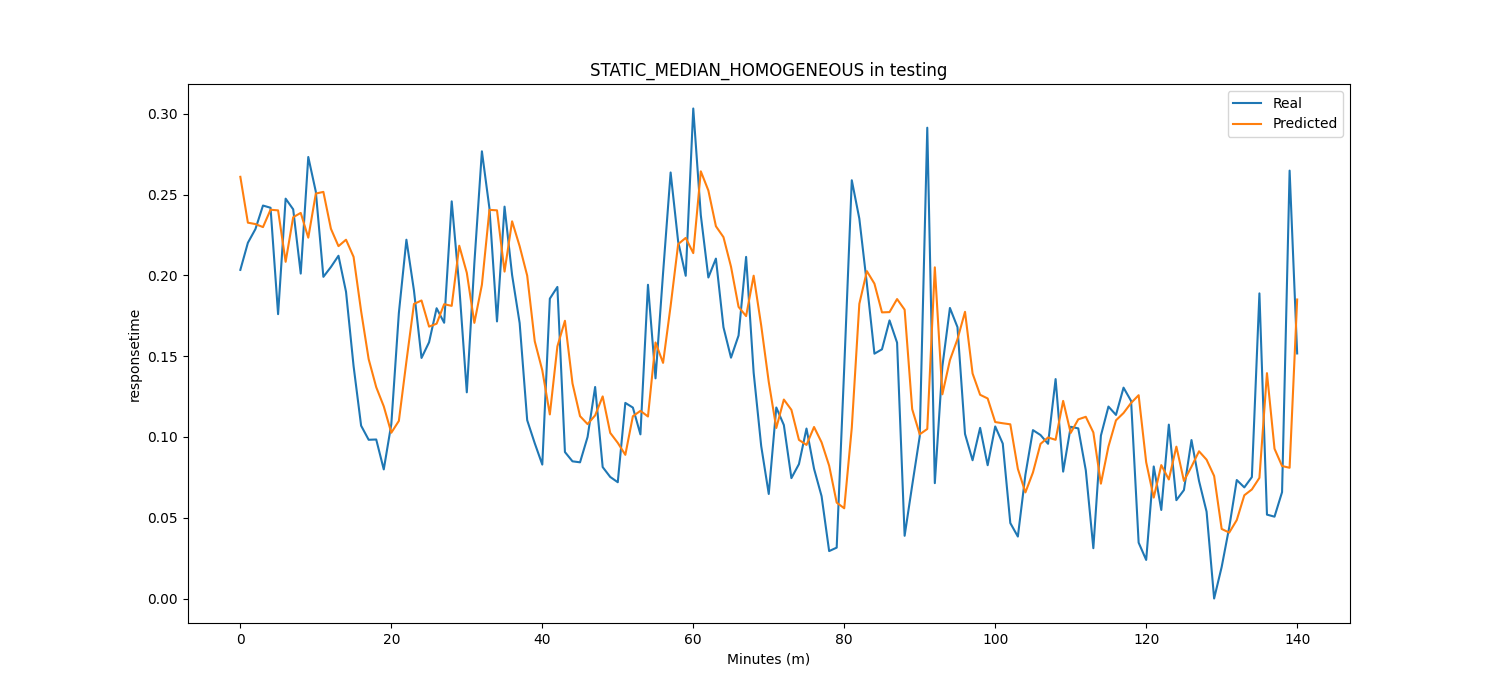 STATIC_MEDIAN_HOMOGENEOUS in testing
Real
Predicted
0.30
0.25
0.20
0.15
0.10
0.05
0.00
responsetime
0 20 40 60 80 100 120 140
Minutes (m)